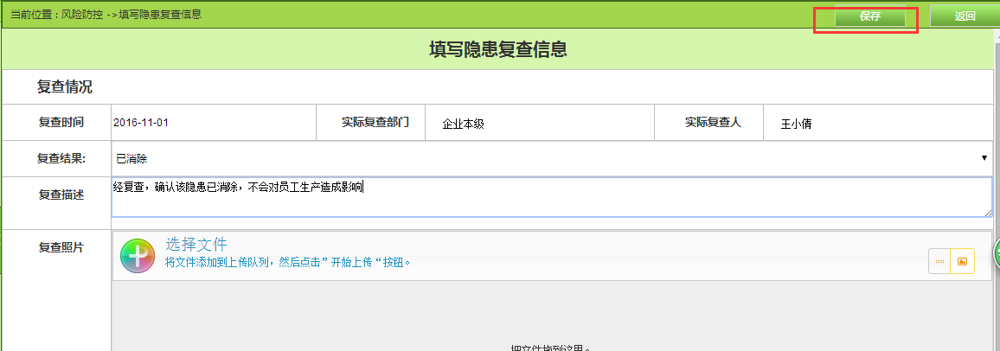 当前位置：风险防控 ->填写隐患复查信息 保存 返回
填写隐患复查信息
复查情况
复查时间 2016-11-01 实际复查部门 企业本级 实际复查人 王小倩
复查结果: 已消除
复查描述 经复查，确认该隐患已消除，不会对员工生产造成影响
复查照片 选择文件
将文件添加到上传队列，然后点击”开始上传“按钮。
把文件拖到这里。